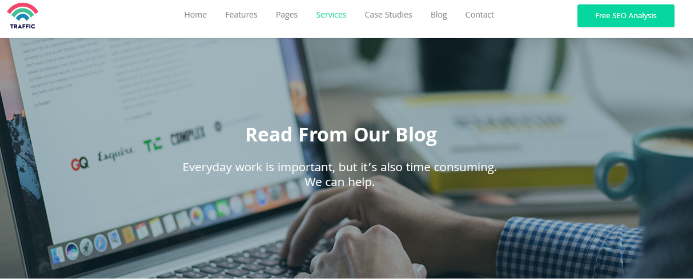 TRAFFIC
Home Features Pages Services Case Studies Blog Contact
Free SEO Analysis
GQ Esquire TC COMPLEX
Read From Our Blog
Everyday work is important, but it's also time consuming.
We can help.